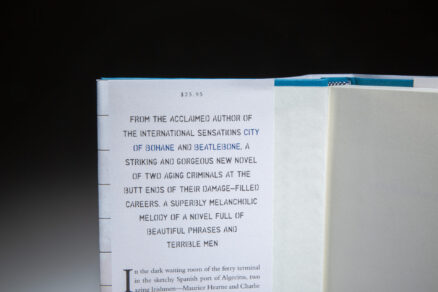 $25.95
FROM THE ACCLAIMED AUTHOR OF
THE INTERNATIONAL SENSATIONS CITY
OF BOHANE AND BEATLEBONE, A
STRIKING AND GORGEOUS NEW NOVEL
OF TWO AGING CRIMINALS AT THE
BUTT ENDS OF THEIR DAMAGE-FILLED
CAREERS. A SUPERBLY MELANCHOLIC
MELODY OF A NOVEL FULL OF
BEAUTIFUL PHRASES AND
TERRIBLE MEN
In the dark waiting room of the ferry terminal
in the sketchy Spanish port of Algeciras, two
aging Irishmen—Maurice Hearne and Charlie